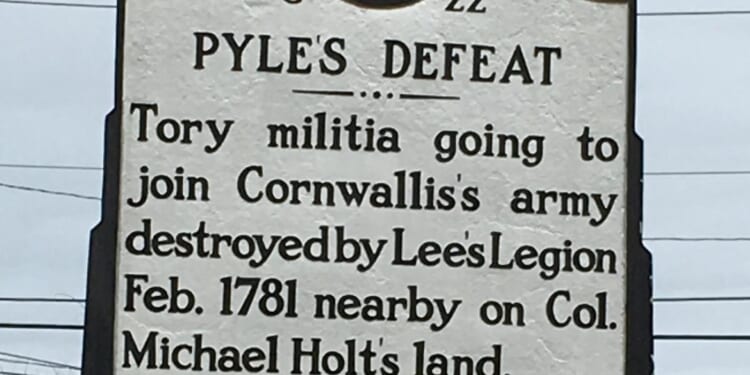 22
PYLE'S DEFEAT
Tory militia going to
join Cornwallis's army
destroyed by Lee's Legion
Feb. 1781 nearby on Col.
Michael Holt's land.